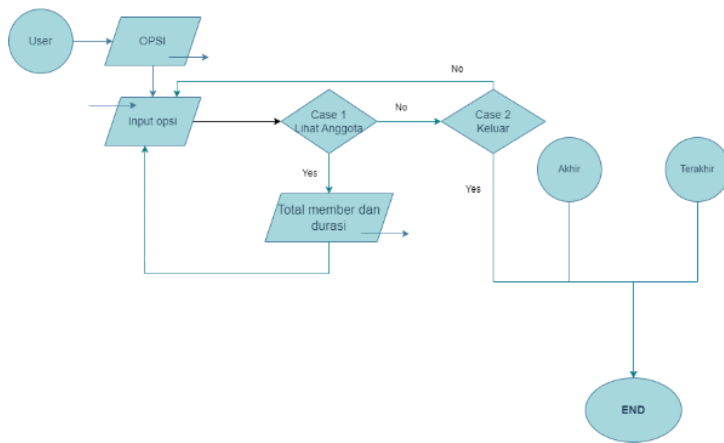 User
OPSI
No
Input opsi
Case 1
Lihat Anggota
No
Case 2
Keluar
Yes
Total member dan
durasi
Yes
Akhir
Terakhir
END